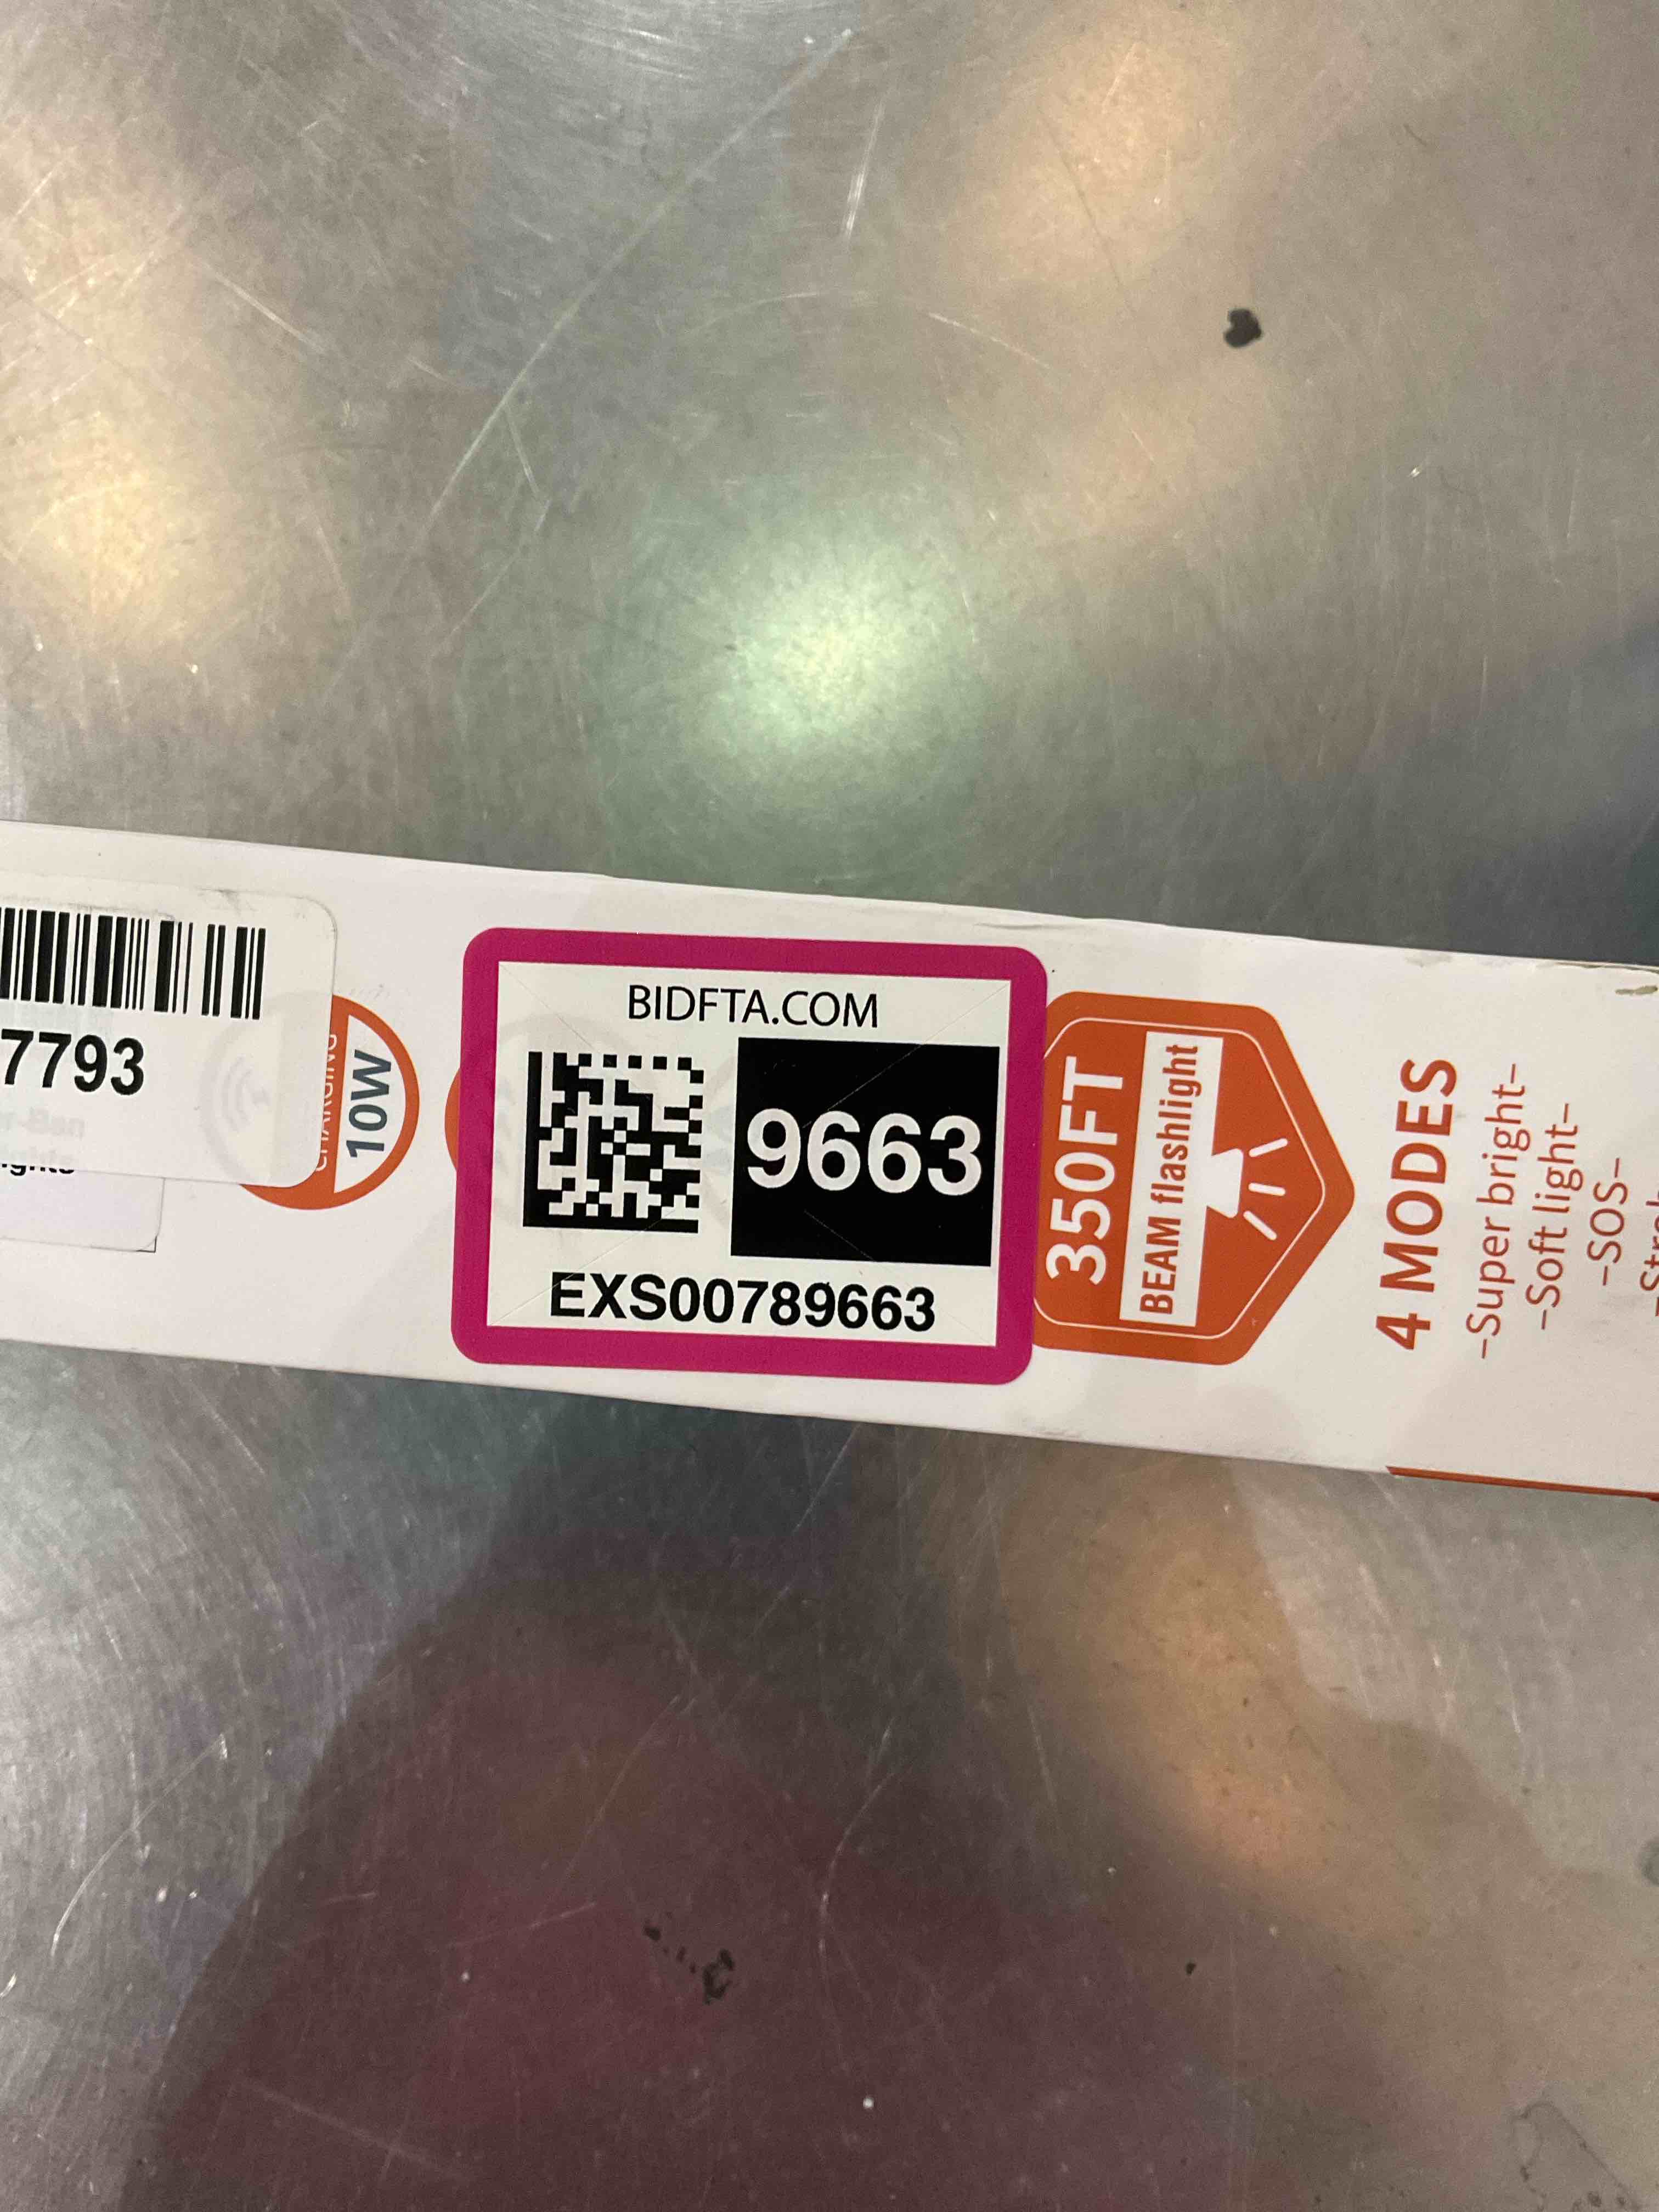 7793
CHARGING
10W
BIDFTA.COM
9663
EXS00789663
350FT
BEAM flashlight
4 MODES
-Super bright-
-Soft light-
-SOS-